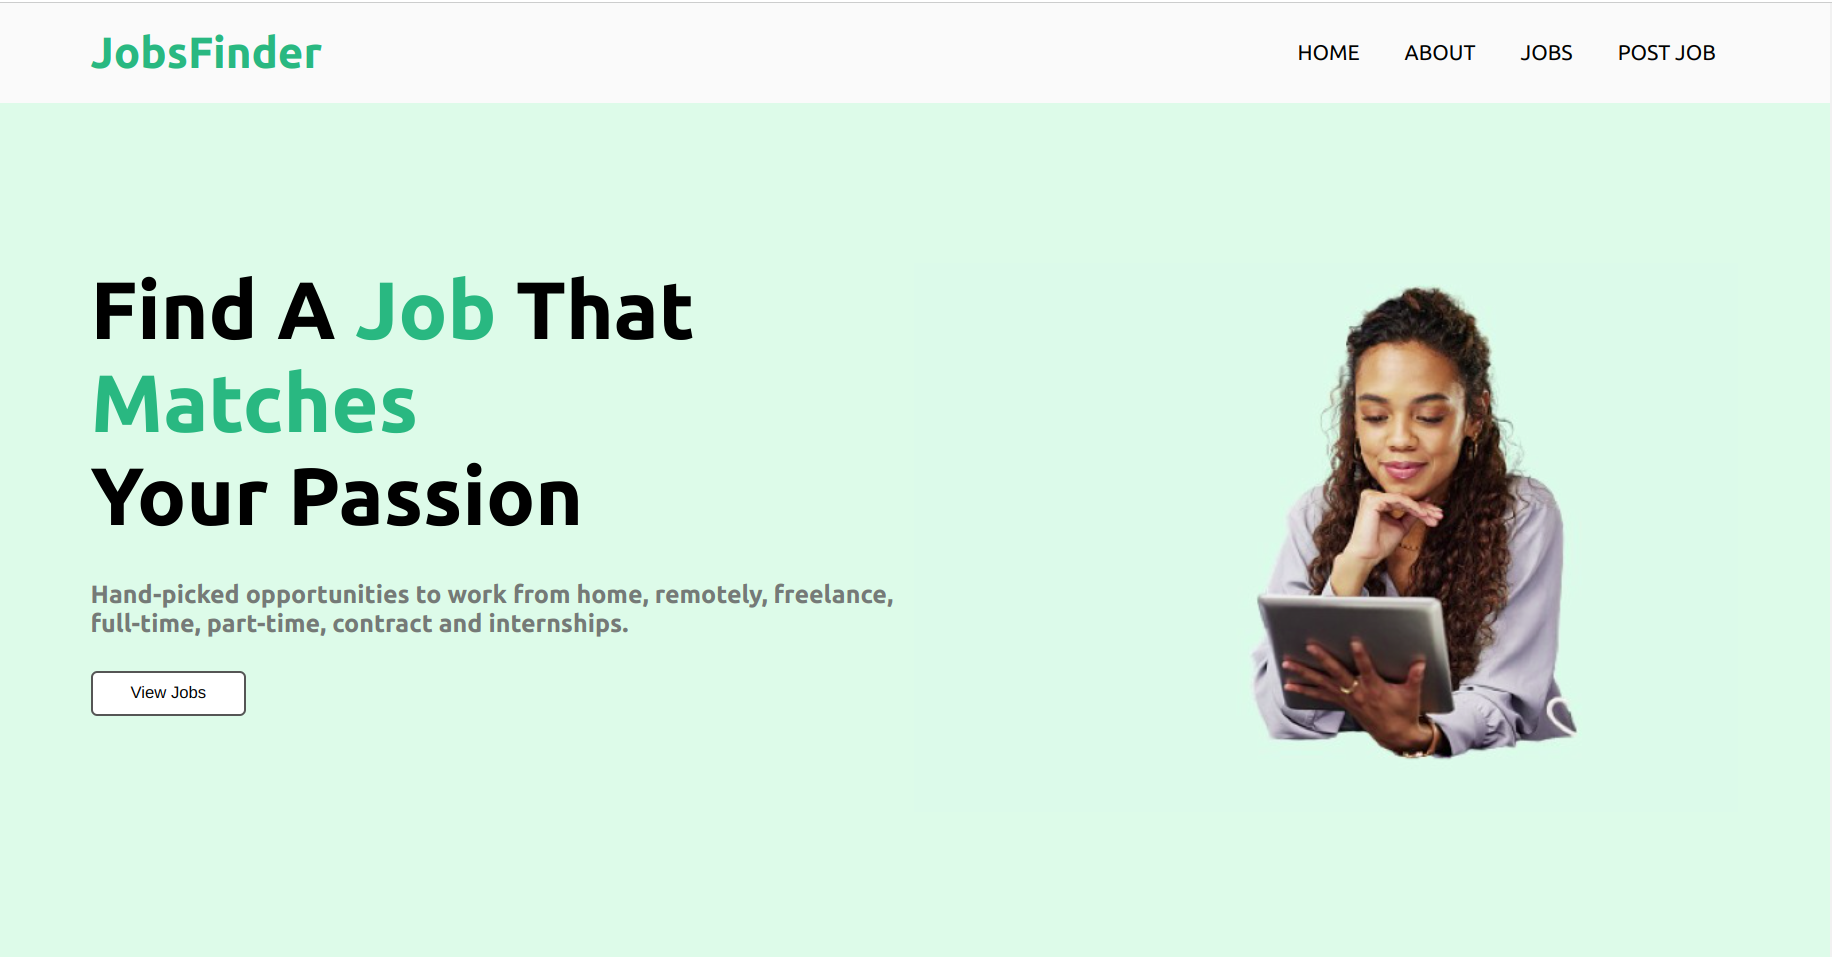 JobsFinder
HOME ABOUT JOBS POST JOB
Find A Job That
Matches
Your Passion
Hand-picked opportunities to work from home, remotely, freelance,
full-time, part-time, contract and internships.
View Jobs